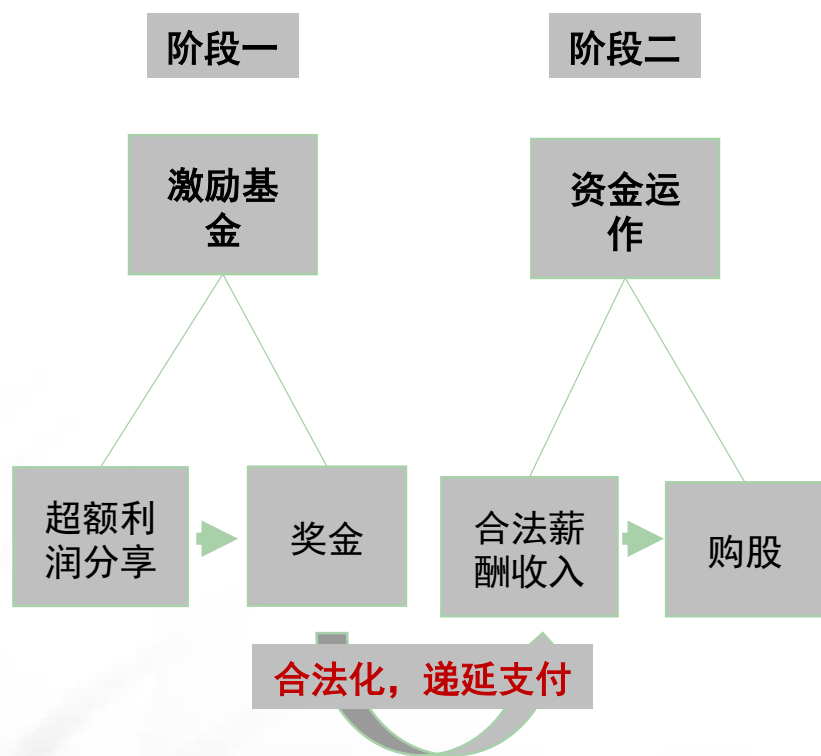 阶段一
阶段二
激励基
金
资金运
作
超额利
润分享
奖金
合法薪
酬收入
购股
合法化，递延支付